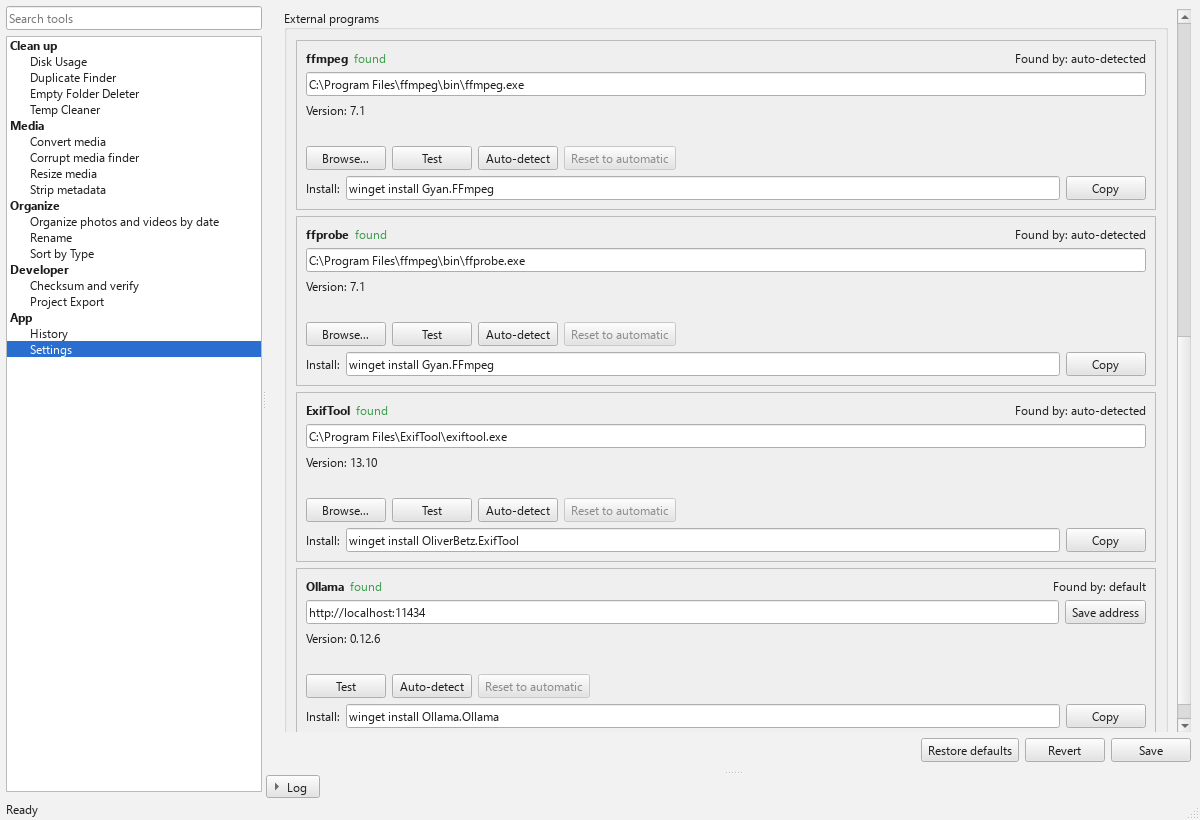 Search tools
Clean up
Disk Usage
Duplicate Finder
Empty Folder Deleter
Temp Cleaner
Media
Convert media
Corrupt media finder
Resize media
Strip metadata
Organize
Organize photos and videos by date
Rename
Sort by Type
Developer
Checksum and verify
Project Export
App
History
Settings
External programs
ffmpeg found Found by: auto-detected
C:\Program Files\ffmpeg\bin\ffmpeg.exe
Version: 7.1
Browse... Test Auto-detect Reset to automatic
Install: winget install Gyan.FFmpeg Copy
ffprobe found Found by: auto-detected
C:\Program Files\ffmpeg\bin\ffprobe.exe
Version: 7.1
Browse... Test Auto-detect Reset to automatic
Install: winget install Gyan.FFmpeg Copy
ExifTool found Found by: auto-detected
C:\Program Files\ExifTool\exiftool.exe
Version: 13.10
Browse... Test Auto-detect Reset to automatic
Install: winget install OliverBetz.ExifTool Copy
Ollama found Found by: default
http://localhost:11434 Save address
Version: 0.12.6
Test Auto-detect Reset to automatic
Install: winget install Ollama.Ollama Copy
Restore defaults Revert Save
Log
Ready